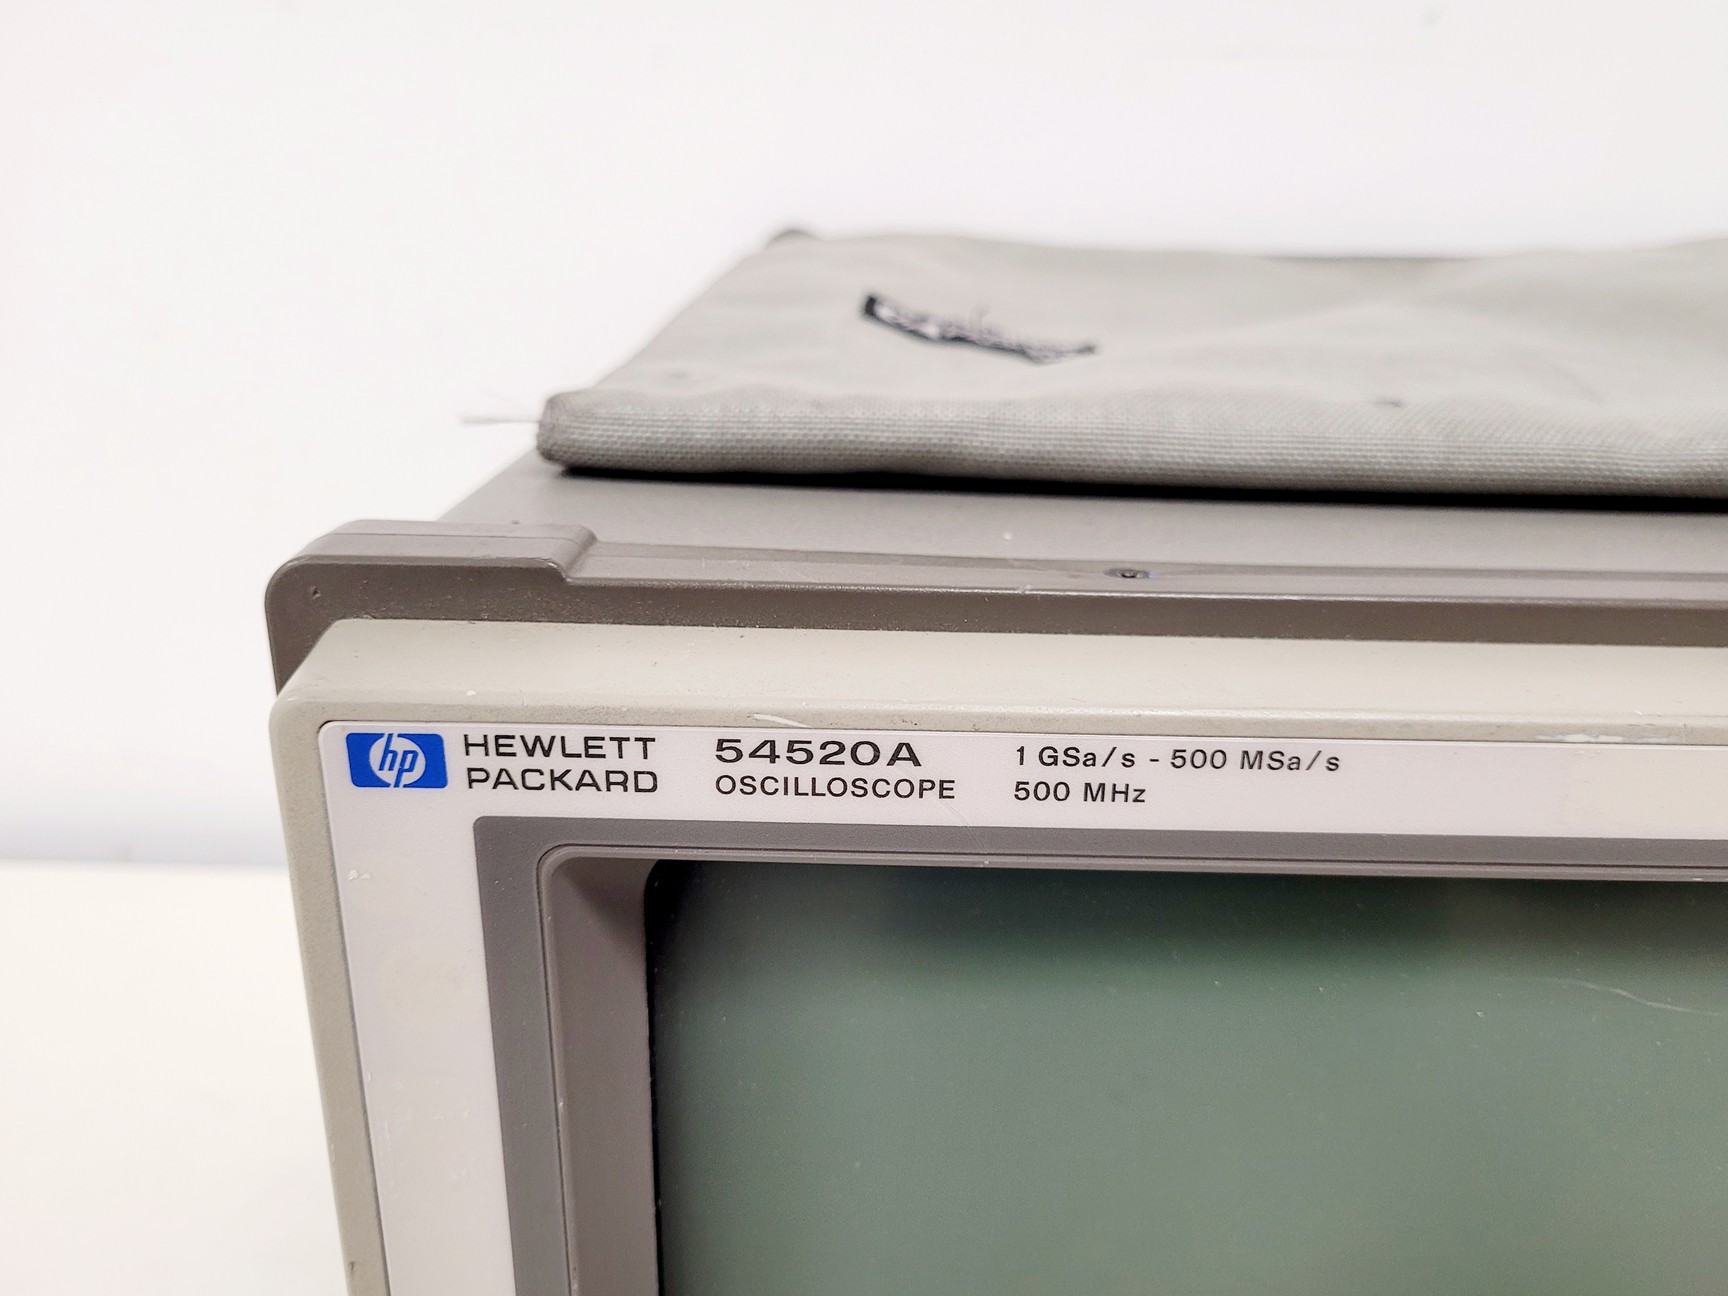 hp HEWLETT PACKARD
54520A
OSCILLOSCOPE
1 GSa/s - 500 MSa/s
500 MHz